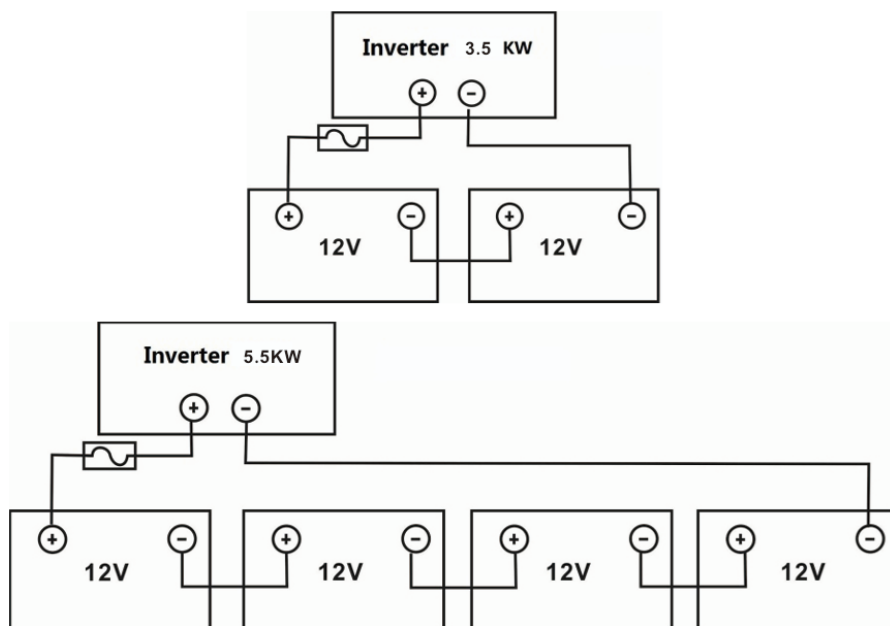 Inverter 3.5 KW
+ −
+ − + −
12V 12V
Inverter 5.5KW
+ −
+ − + − + − + −
12V 12V 12V 12V